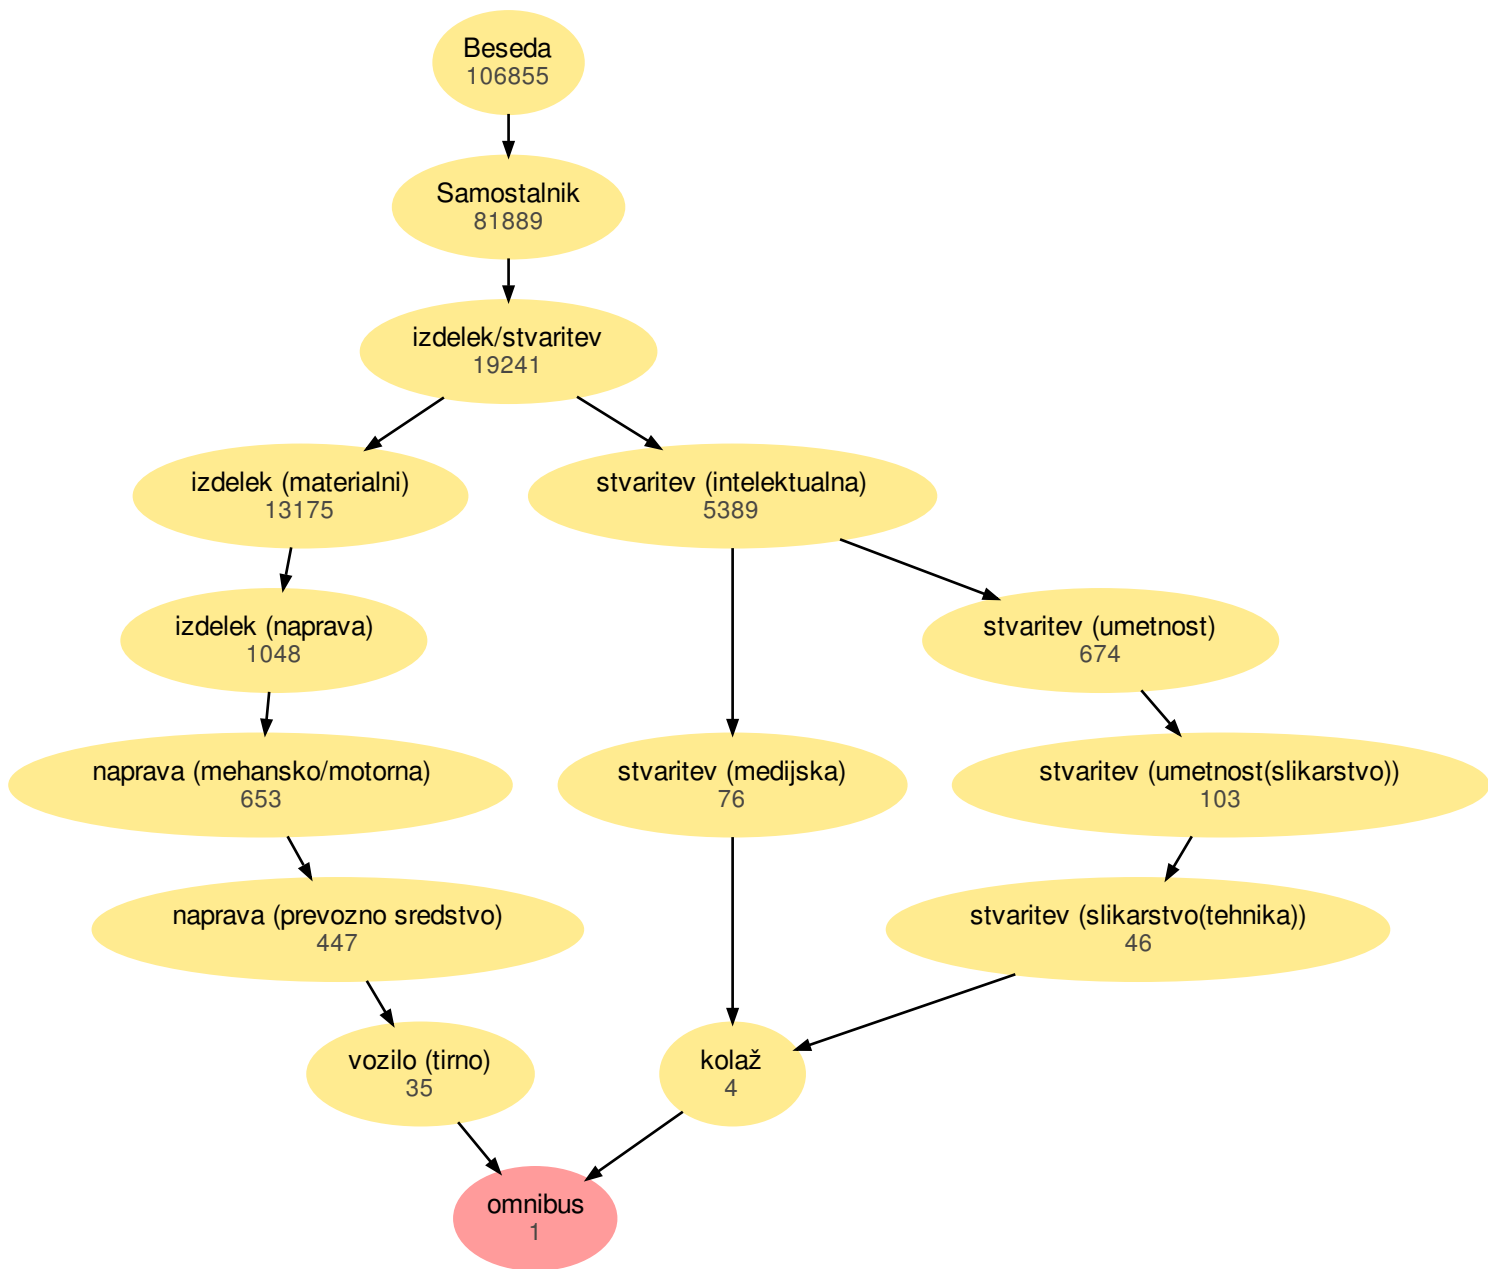 Beseda
106855
Samostalnik
81889
izdelek/stvaritev
19241
izdelek (materialni)
13175
stvaritev (intelektualna)
5389
izdelek (naprava)
1048
stvaritev (umetnost)
674
naprava (mehansko/motorna)
653
stvaritev (medijska)
76
stvaritev (umetnost(slikarstvo))
103
naprava (prevozno sredstvo)
447
stvaritev (slikarstvo(tehnika))
46
vozilo (tirno)
35
kolaž
4
omnibus
1